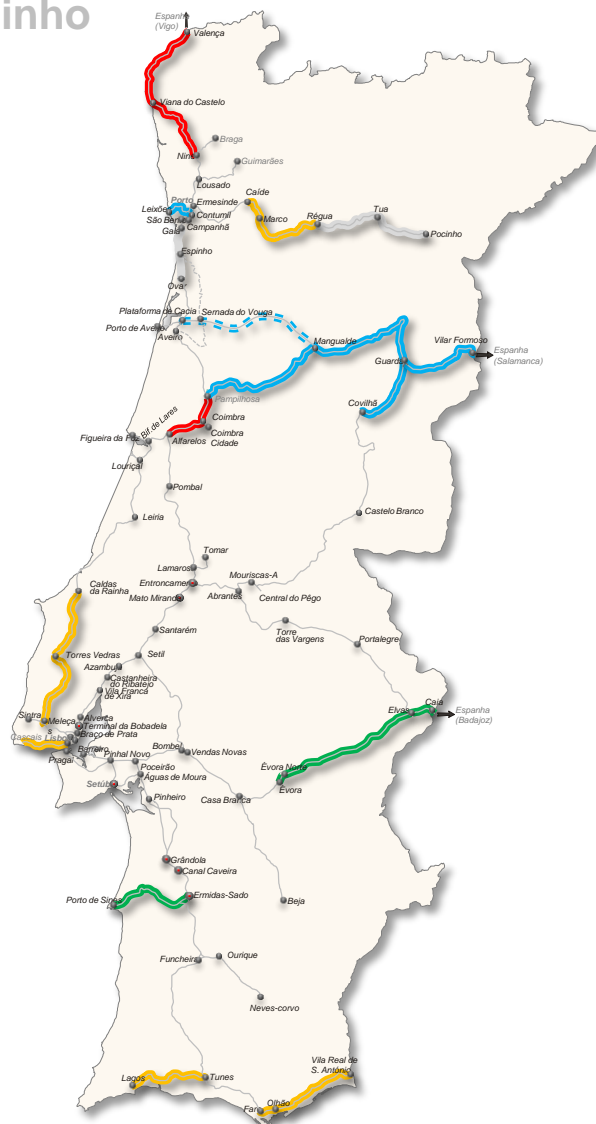 inho
Espanha
(Vigo)
Valença
Viana do Castelo
Braga
Nine
Guimarães
Lousado
Caíde
Porto
Ermesinde
Leixões
Contumil
São Ben
Campanhã
Gaia
Marco
Régua
Tua
Pocinho
Espinho
Ovar
Plataforma de Cacia
Sernada do Vouga
Porto de Aveiro
Aveiro
Mangualde
Vilar Formoso
Espanha
(Salamanca)
Guarda
Pampilhosa
Covilhã
Bif. de Lares
Coimbra
Figueira da Foz
Alfarelos
Coimbra
Cidade
Louriçal
Pombal
Leiria
Castelo Branco
Tomar
Lamarosa
Entroncamen
Mouriscas-A
Caldas
da Rainha
Mato Miranda
Abrantes
Central do Pêgo
Santarém
Torre
das Vargens
Portalegre
Torres Vedras
Setil
Azambuja
Castanheira
do Ribatejo
Vila Franca
de Xira
Elvas
Caia
Espanha
(Badajoz)
Sintra
Meleças
Alverca
Terminal da Bobadela
Cascais
Lisboa
Braço de Prata
Barreiro
Pragal
Pinhal Novo
Bombel
Vendas Novas
Poceirão
Águas de Moura
Évora Norte
Évora
Setúbal
Pinheiro
Casa Branca
Grândola
Canal Caveira
Porto de Sines
Ermidas-Sado
Beja
Funcheira
Ourique
Neves-corvo
Vila Real de
S. António
Lagos
Tunes
Olhão
Faro